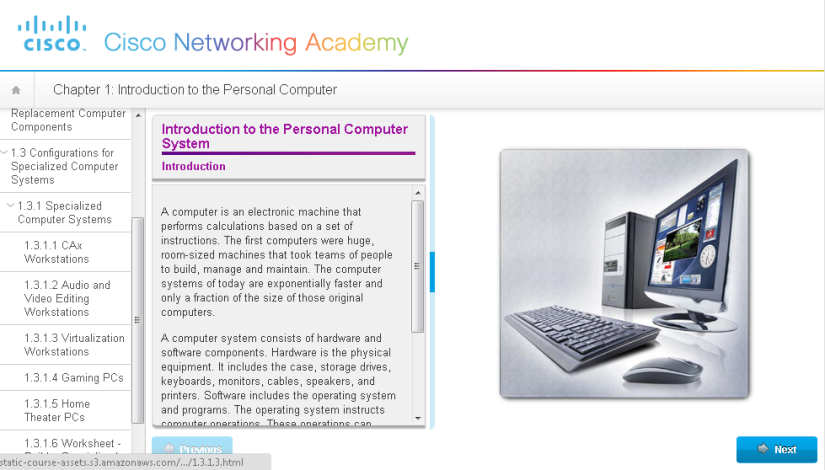 CISCO
Cisco Networking Academy
Chapter 1: Introduction to the Personal Computer
Replacement Computer
Components
1.3 Configurations for
Specialized Computer
Systems
1.3.1 Specialized
Computer Systems
1.3.1.1 CAx
Workstations
1.3.1.2 Audio and
Video Editing
Workstations
1.3.1.3 Virtualization
Workstations
1.3.1.4 Gaming PCs
1.3.1.5 Home
Theater PCs
1.3.1.6 Worksheet -
static-course-assets.s3.amazonaws.com/.../1.3.1.3.html
Introduction to the Personal Computer
System
Introduction
A computer is an electronic machine that
performs calculations based on a set of
instructions. The first computers were huge,
room-sized machines that took teams of people
to build, manage and maintain. The computer
systems of today are exponentially faster and
only a fraction of the size of those original
computers.
A computer system consists of hardware and
software components. Hardware is the physical
equipment. It includes the case, storage drives,
keyboards, monitors, cables, speakers, and
printers. Software includes the operating system
and programs. The operating system instructs
computer operations. These operations can
Previous
Next